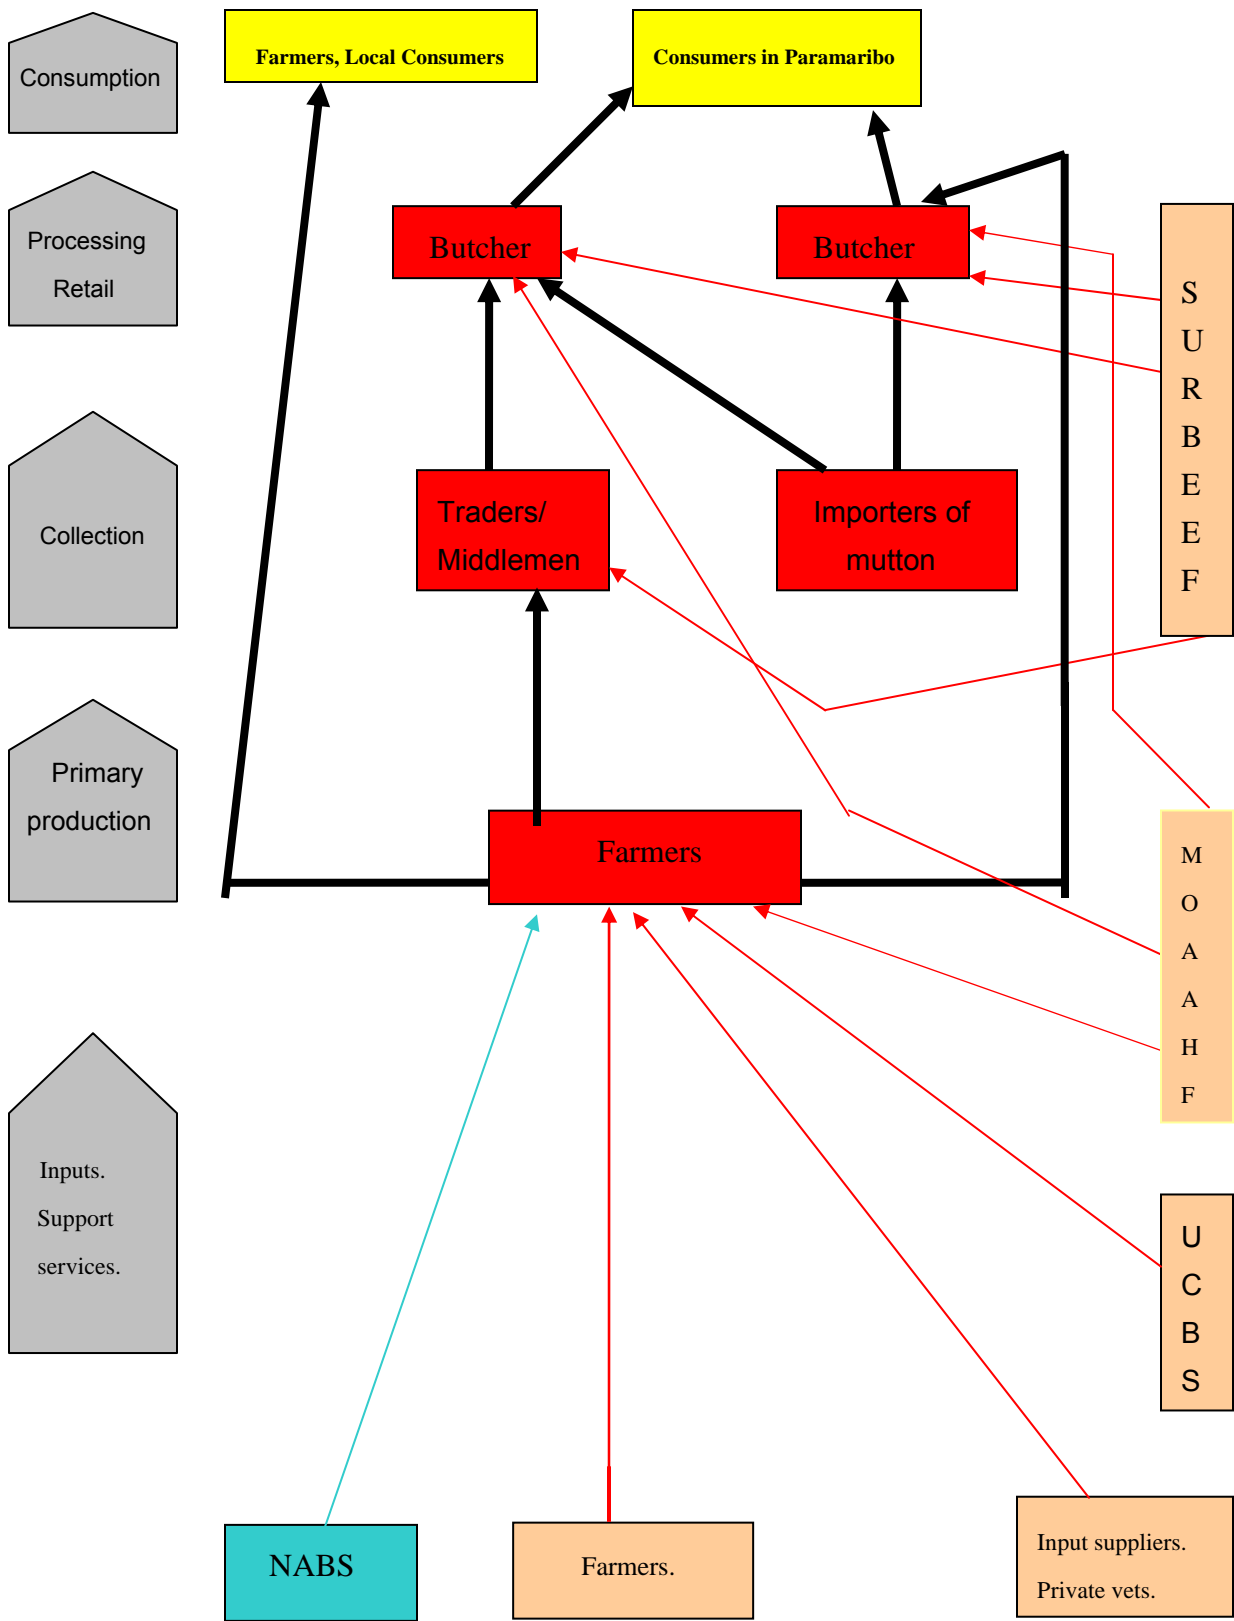 Consumption
Farmers, Local Consumers
Consumers in Paramaribo
Processing
Retail
Butcher
Butcher
S
U
R
B
E
E
F
Collection
Traders/
Middlemen
Importers of
mutton
Primary
production
Farmers
M
O
A
A
H
F
Inputs.
Support
services.
U
C
B
S
NABS
Farmers.
Input suppliers.
Private vets.